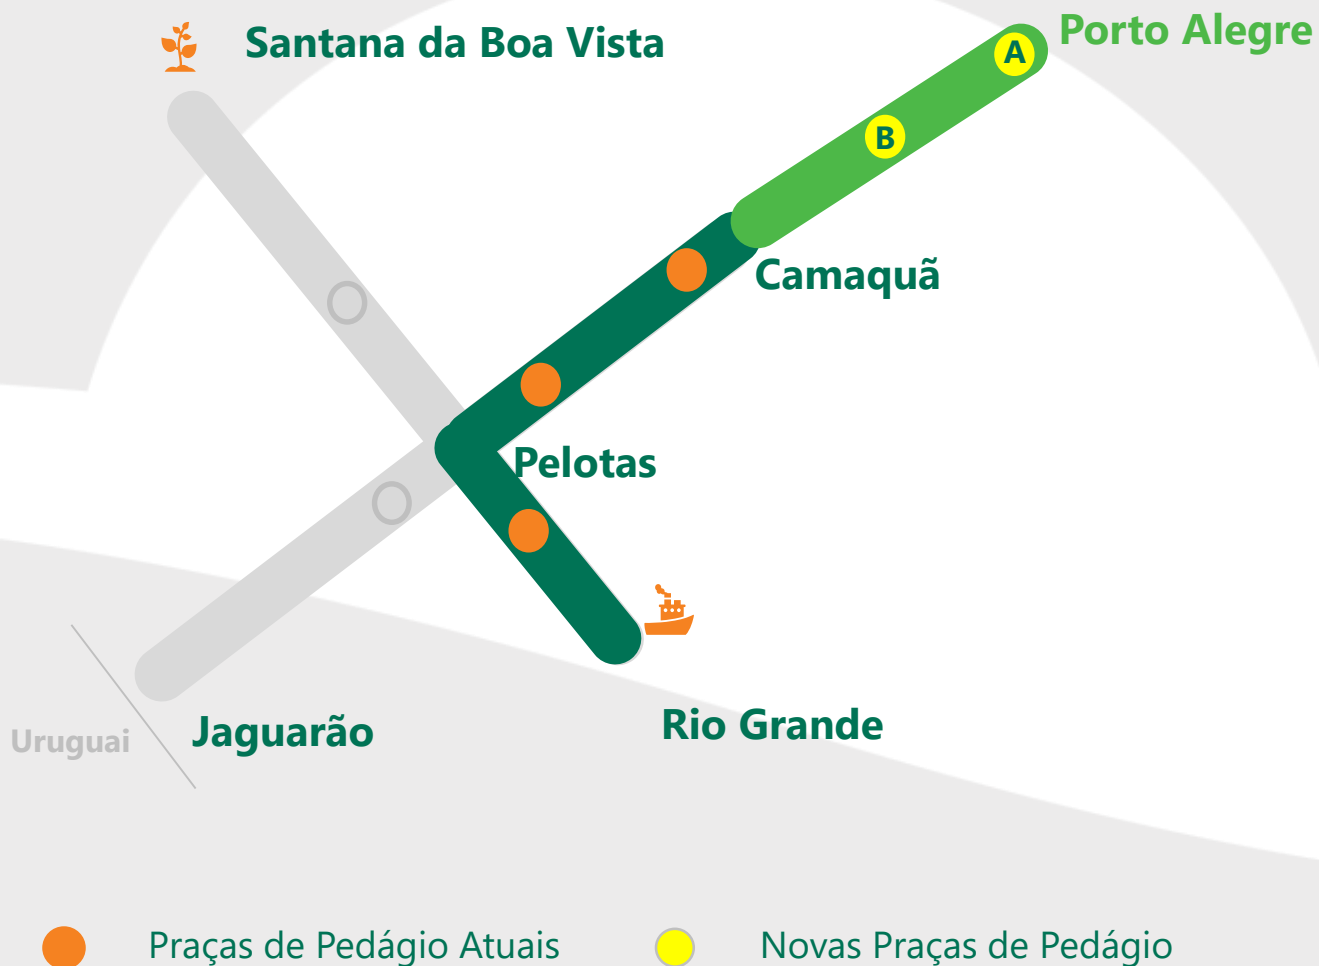 Santana da Boa Vista
Porto Alegre
A
B
Camaquã
Pelotas
Rio Grande
Jaguarão
Uruguai
Praças de Pedágio Atuais
Novas Praças de Pedágio